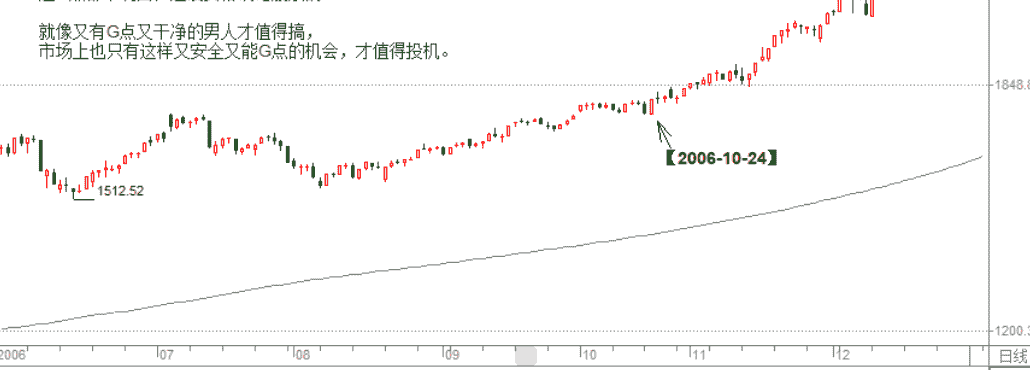 就像又有G点又干净的男人才值得搞，
市场上也只有这样又安全又能G点的机会，才值得投机。
1848.8
【2006-10-24】
1512.52
1200.3
2006 07 08 09 10 11 12 日线